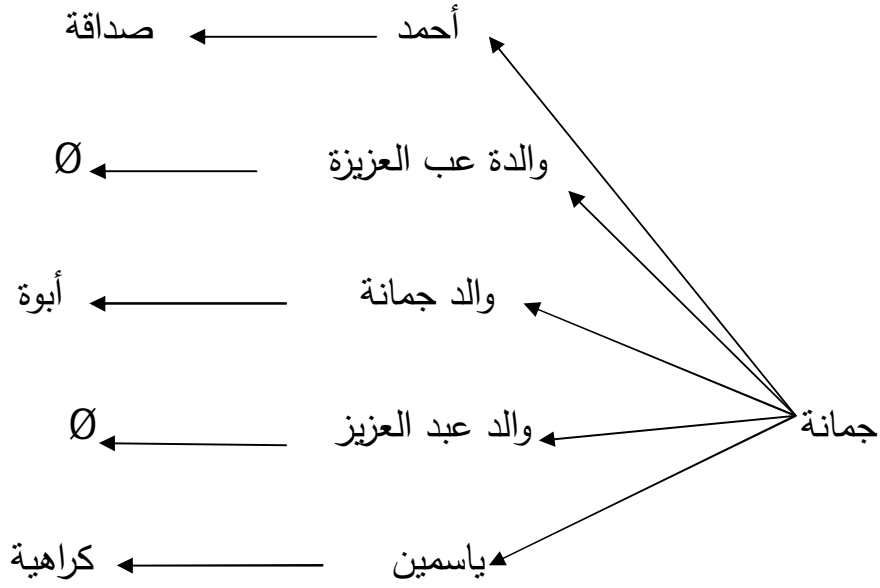 أحمد صداقة
والدة عب العزيزة Ø
والد جمانة أبوة
جمانة
والد عبد العزيز Ø
ياسمين كراهية